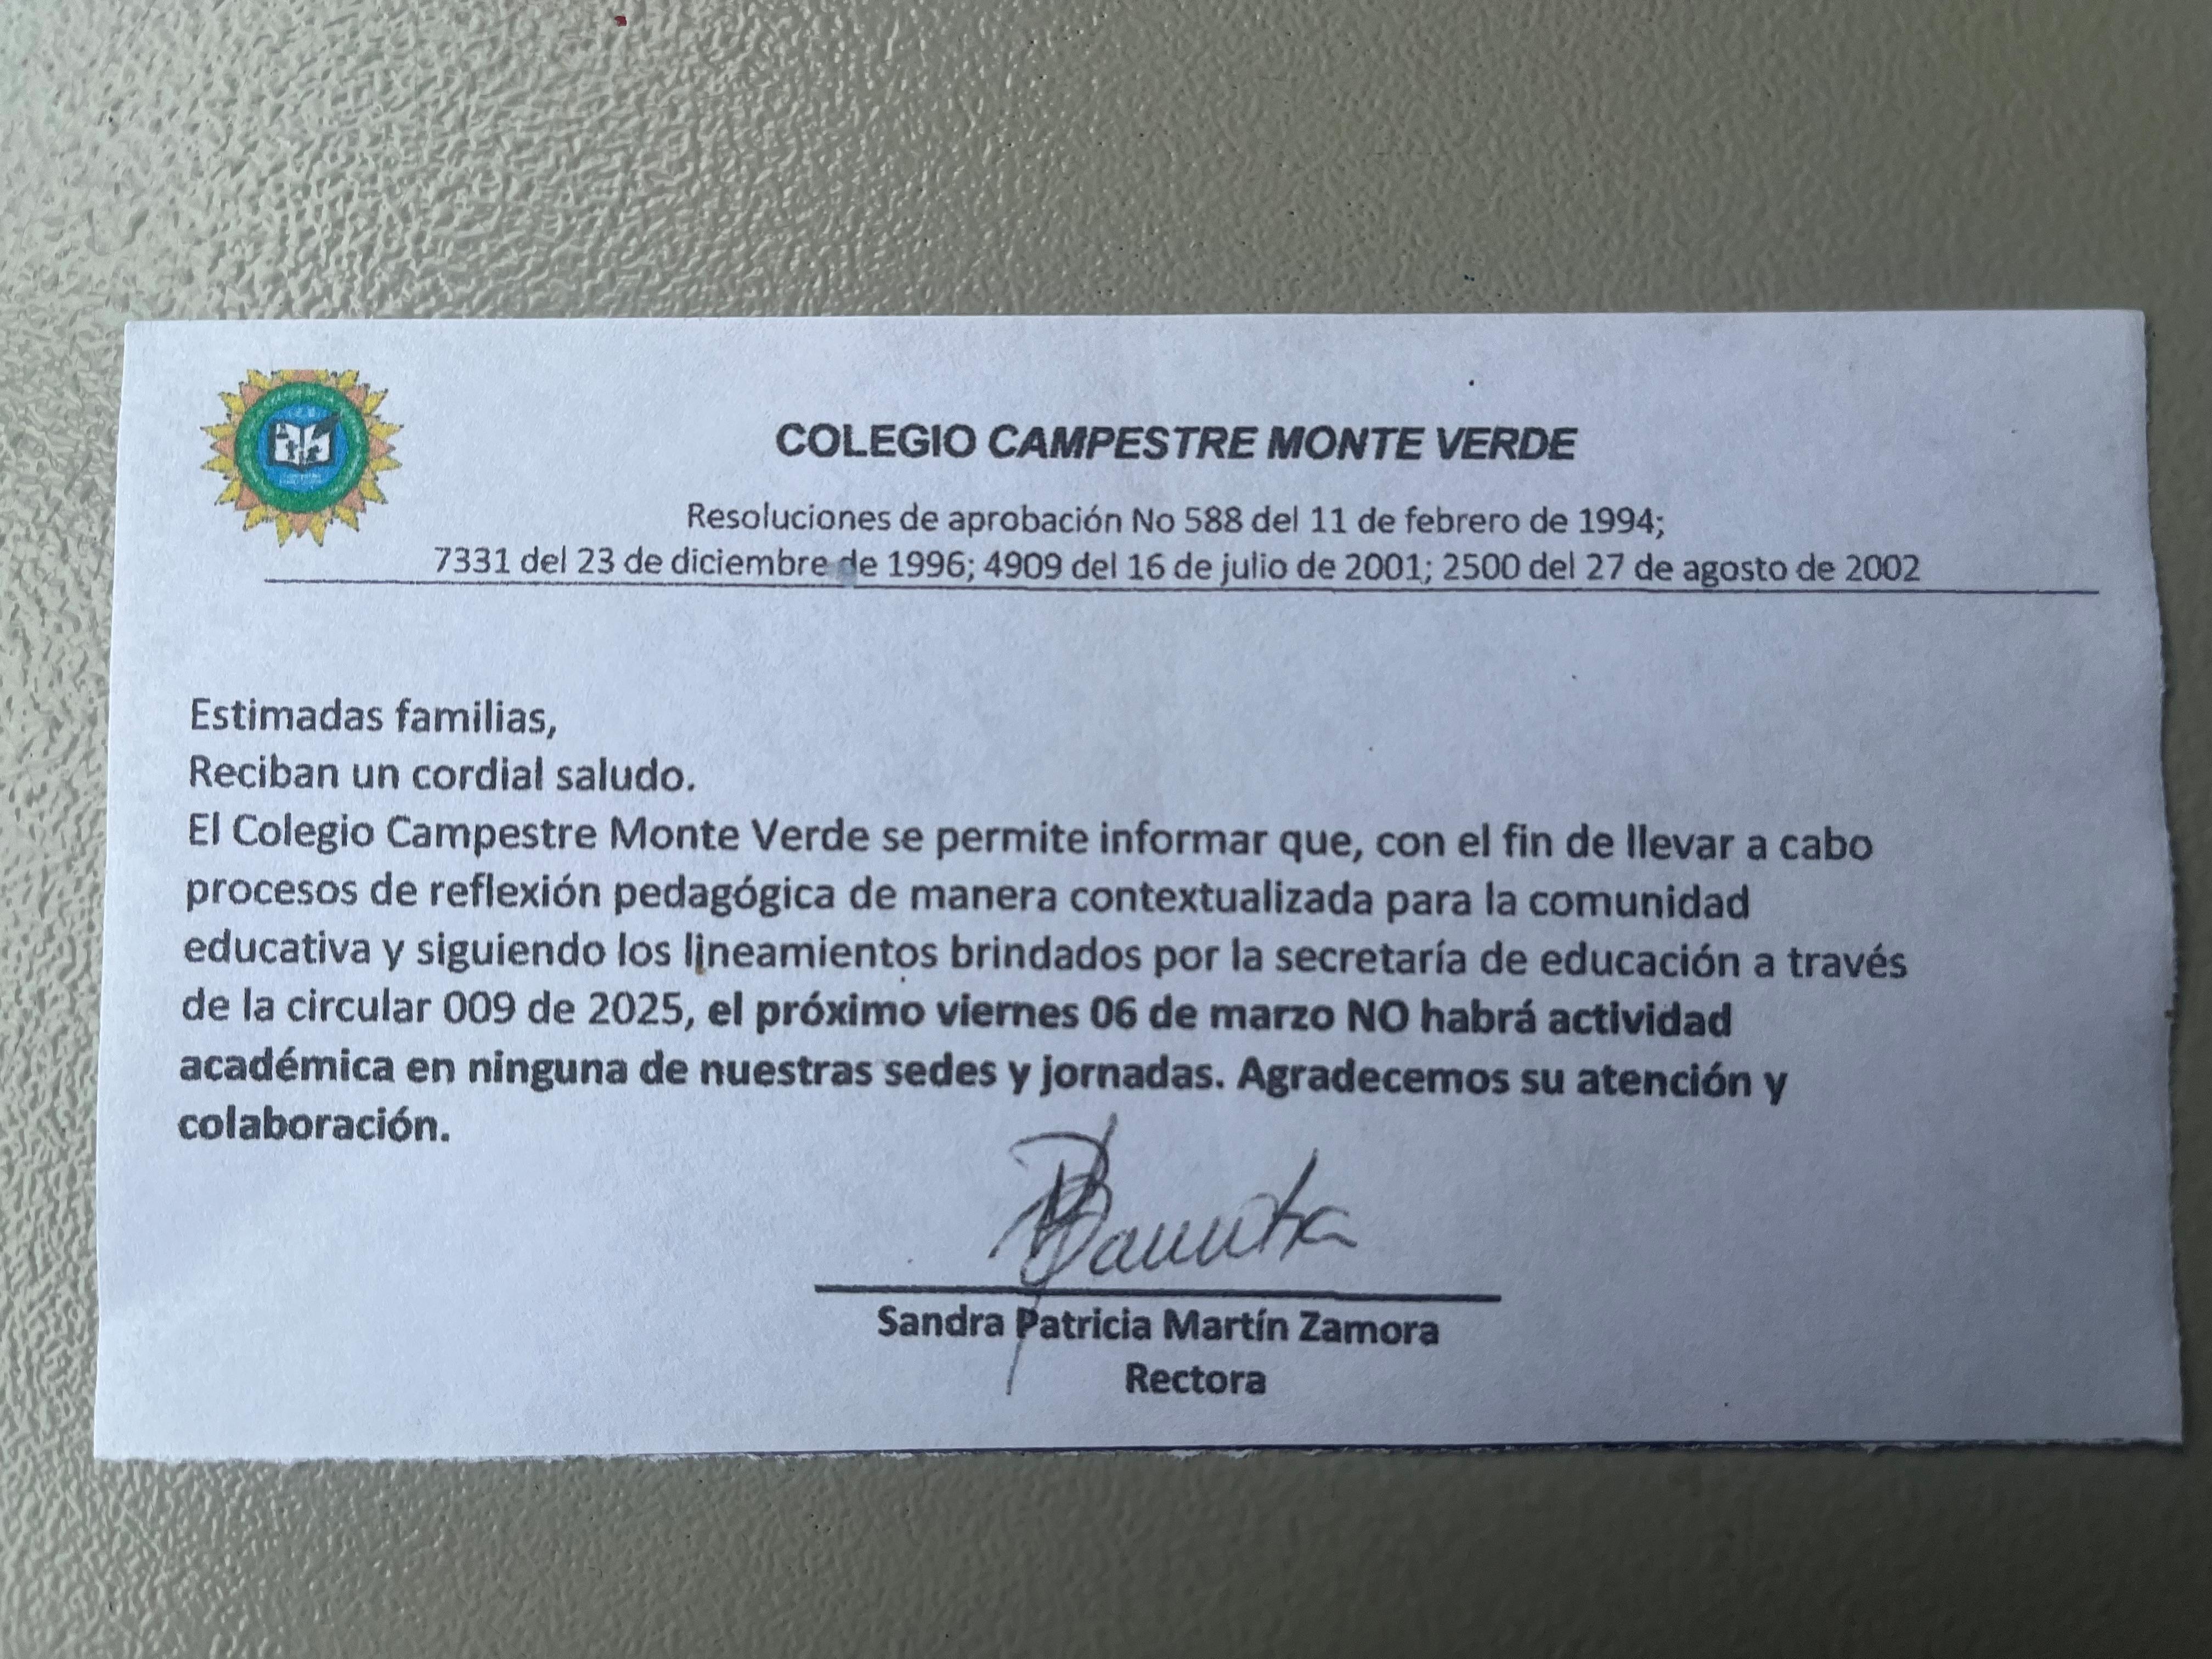 COLEGIO CAMPESTRE MONTE VERDE
Resoluciones de aprobación No 588 del 11 de febrero de 1994;
7331 del 23 de diciembre de 1996; 4909 del 16 de julio de 2001; 2500 del 27 de agosto de 2002
Estimadas familias,
Reciban un cordial saludo.
El Colegio Campestre Monte Verde se permite informar que, con el fin de llevar a cabo
procesos de reflexión pedagógica de manera contextualizada para la comunidad
educativa y siguiendo los lineamientos brindados por la secretaría de educación a través
de la circular 009 de 2025, el próximo viernes 06 de marzo NO habrá actividad
académica en ninguna de nuestras sedes y jornadas. Agradecemos su atención y
colaboración.
Sandra Patricia Martín Zamora
Rectora